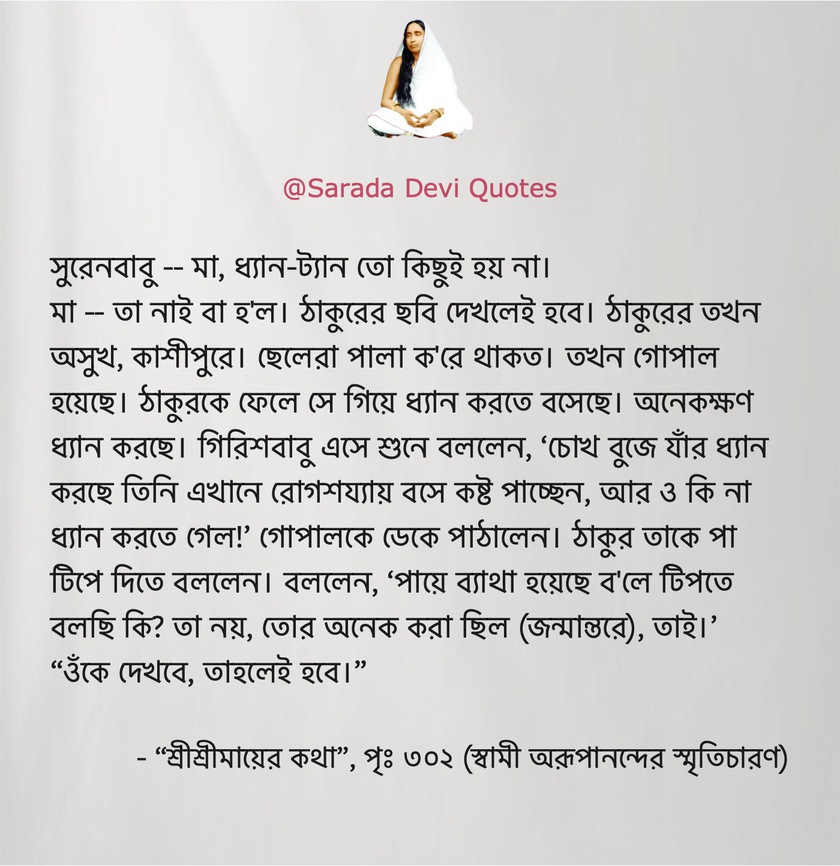 @Sarada Devi Quotes
সুরেনবাবু -- মা, ধ্যান-ট্যান তো কিছুই হয় না।
মা -- তা নাই বা হ'ল। ঠাকুরের ছবি দেখলেই হবে। ঠাকুরের তখন
অসুখ, কাশীপুরে। ছেলেরা পালা ক'রে থাকত। তখন গোপাল
হয়েছে। ঠাকুরকে ফেলে সে গিয়ে ধ্যান করতে বসেছে। অনেকক্ষণ
ধ্যান করছে। গিরিশবাবু এসে শুনে বললেন, ‘চোখ বুজে যাঁর ধ্যান
করছে তিনি এখানে রোগশয্যায় বসে কষ্ট পাচ্ছেন, আর ও কি না
ধ্যান করতে গেল!’ গোপালকে ডেকে পাঠালেন। ঠাকুর তাকে পা
টিপে দিতে বললেন। বললেন, ‘পায়ে ব্যাথা হয়েছে ব'লে টিপতে
বলছি কি? তা নয়, তোর অনেক করা ছিল (জন্মান্তরে), তাই।’
“ওঁকে দেখবে, তাহলেই হবে।”
- “শ্রীশ্রীমায়ের কথা”, পৃঃ ৩০২ (স্বামী অরূপানন্দের স্মৃতিচারণ)